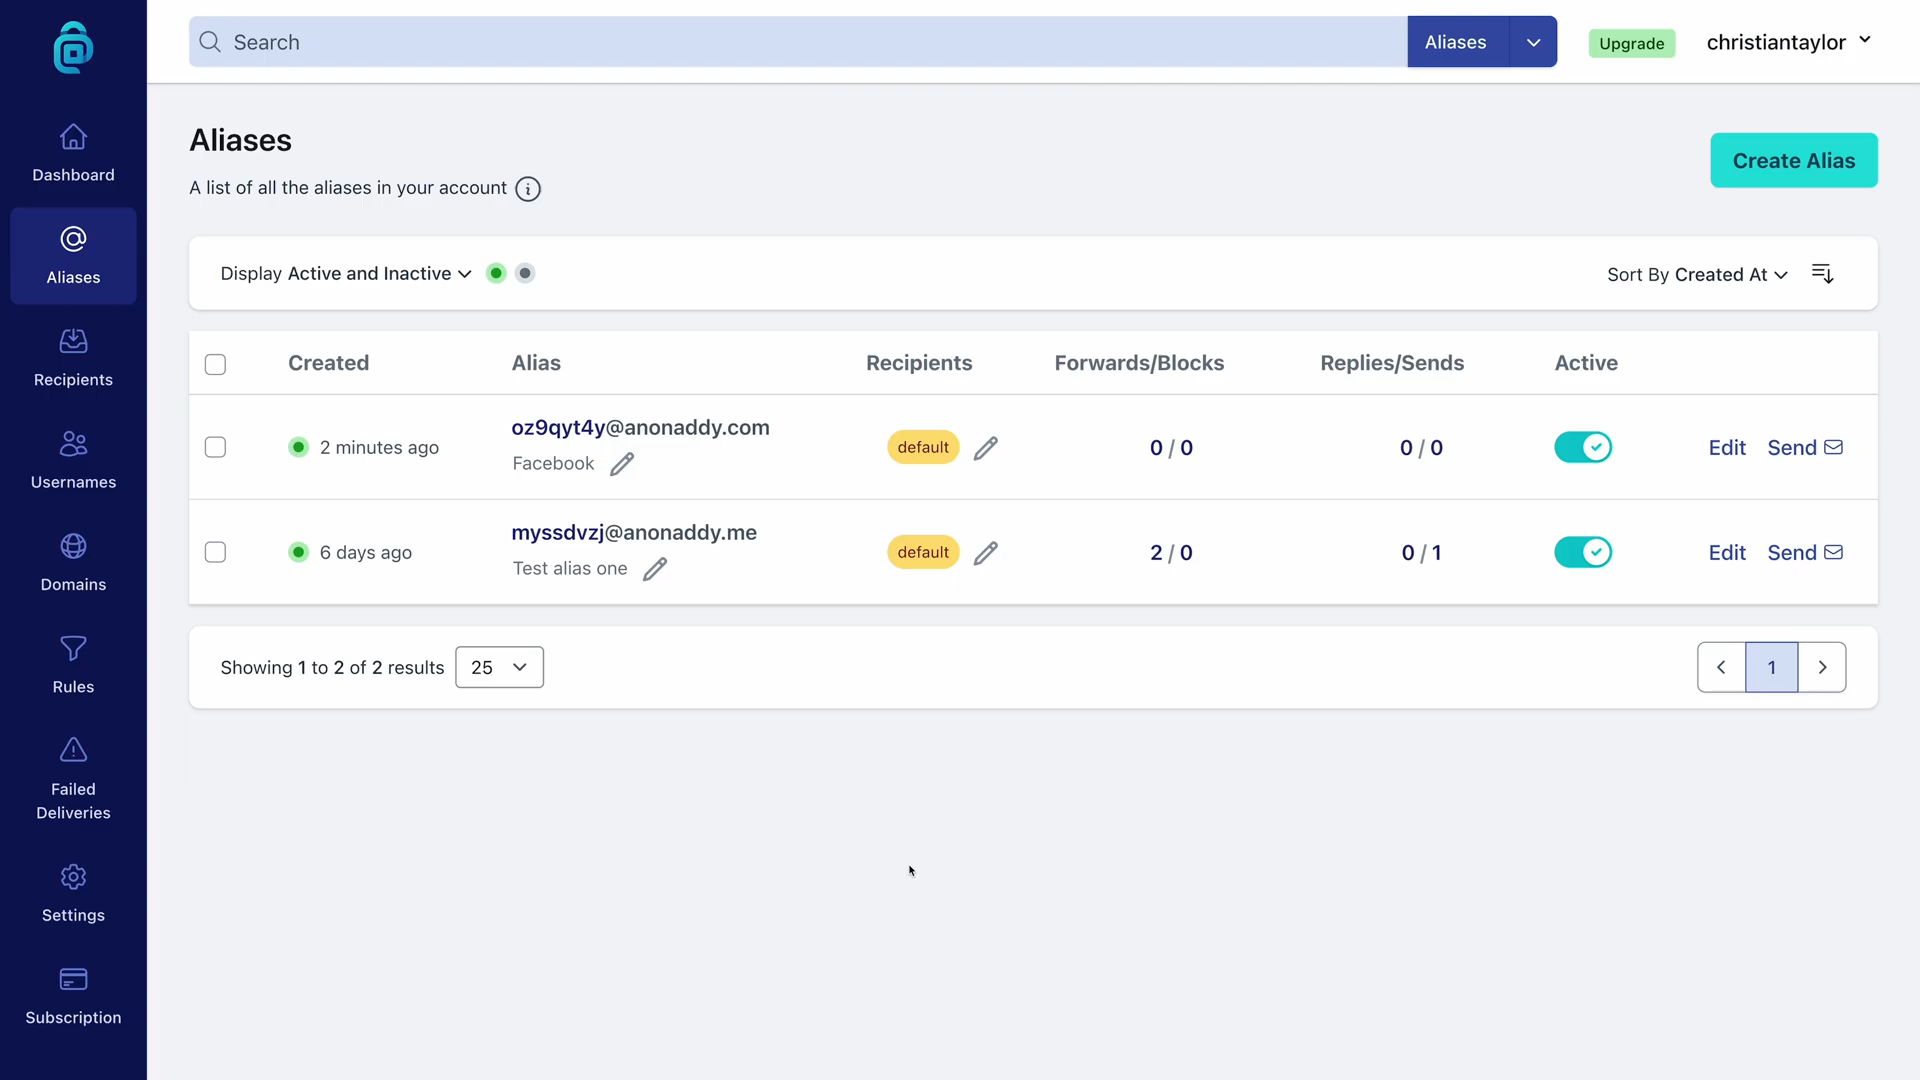 Search
Aliases
Upgrade
christiantaylor
Dashboard
Aliases
Recipients
Usernames
Domains
Rules
Failed
Deliveries
Settings
Subscription
Aliases
A list of all the aliases in your account
Create Alias
Display Active and Inactive
Sort By Created At
Created Alias Recipients Forwards/Blocks Replies/Sends Active
2 minutes ago oz9qyt4y@anonaddy.com default 0 / 0 0 / 0 Edit Send
Facebook
6 days ago myssdvzj@anonaddy.me default 2 / 0 0 / 1 Edit Send
Test alias one
Showing 1 to 2 of 2 results 25 1